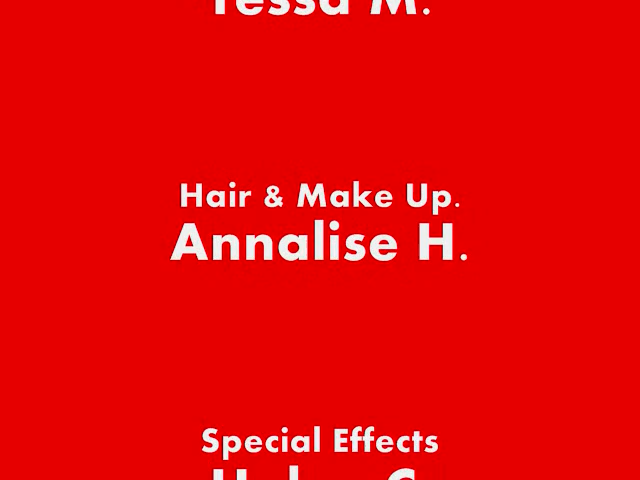 Tessa M.
Hair & Make Up.
Annalise H.
Special Effects